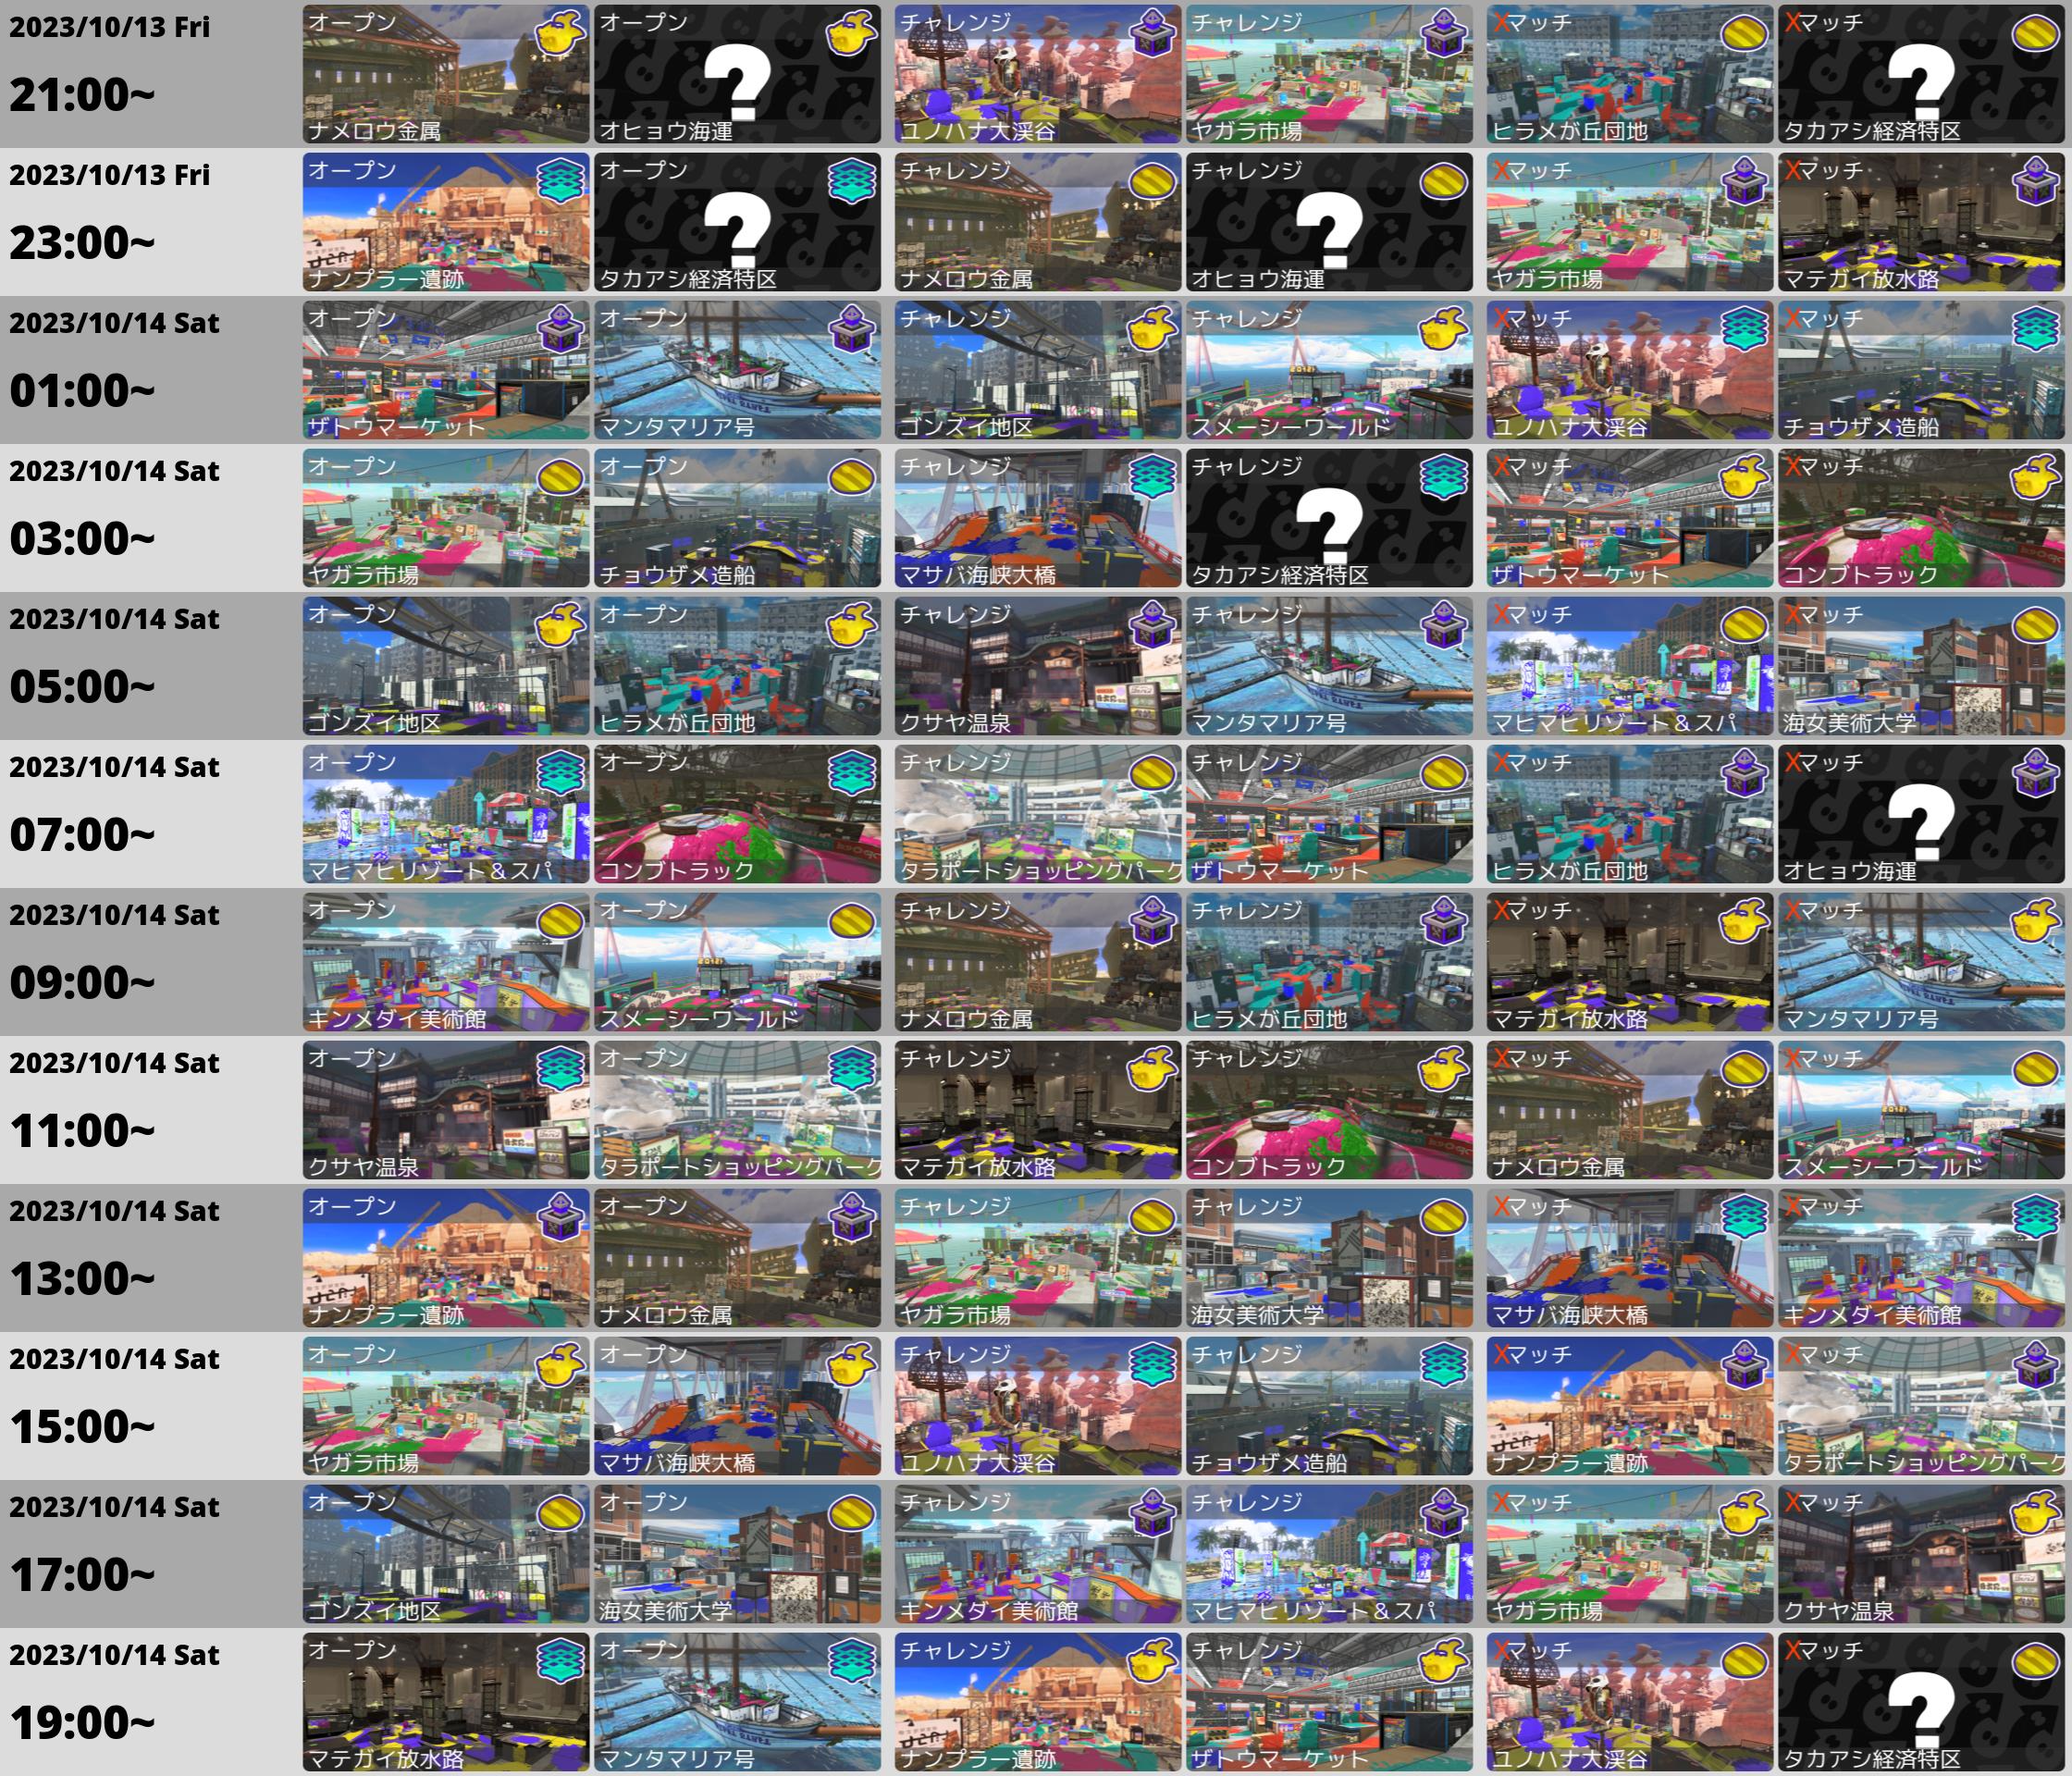 2023/10/13 Fri
21:00~
オープン
ナメロウ金属
オープン
オヒョウ海運
チャレンジ
ユノハナ大渓谷
チャレンジ
ヤガラ市場
Xマッチ
ヒラメが丘団地
Xマッチ
タカアシ経済特区
2023/10/13 Fri
23:00~
オープン
ナンプラー遺跡
オープン
タカアシ経済特区
チャレンジ
ナメロウ金属
チャレンジ
オヒョウ海運
Xマッチ
ヤガラ市場
Xマッチ
マテガイ放水路
2023/10/14 Sat
01:00~
オープン
ザトウマーケット
オープン
マンタマリア号
チャレンジ
ゴンズイ地区
チャレンジ
スメーシーワールド
Xマッチ
ユノハナ大渓谷
Xマッチ
チョウザメ造船
2023/10/14 Sat
03:00~
オープン
ヤガラ市場
オープン
チョウザメ造船
チャレンジ
マサバ海峡大橋
チャレンジ
タカアシ経済特区
Xマッチ
ザトウマーケット
Xマッチ
コンブトラック
2023/10/14 Sat
05:00~
オープン
ゴンズイ地区
オープン
ヒラメが丘団地
チャレンジ
クサヤ温泉
チャレンジ
マンタマリア号
Xマッチ
マヒマヒリゾート＆スパ
Xマッチ
海女美術大学
2023/10/14 Sat
07:00~
オープン
マヒマヒリゾート＆スパ
オープン
コンブトラック
チャレンジ
タラポートショッピングパーク
チャレンジ
ザトウマーケット
Xマッチ
ヒラメが丘団地
Xマッチ
オヒョウ海運
2023/10/14 Sat
09:00~
オープン
キンメダイ美術館
オープン
スメーシーワールド
チャレンジ
ナメロウ金属
チャレンジ
ヒラメが丘団地
Xマッチ
マテガイ放水路
Xマッチ
マンタマリア号
2023/10/14 Sat
11:00~
オープン
クサヤ温泉
オープン
タラポートショッピングパーク
チャレンジ
マテガイ放水路
チャレンジ
コンブトラック
Xマッチ
ナメロウ金属
Xマッチ
スメーシーワールド
2023/10/14 Sat
13:00~
オープン
ナンプラー遺跡
オープン
ナメロウ金属
チャレンジ
ヤガラ市場
チャレンジ
海女美術大学
Xマッチ
マサバ海峡大橋
Xマッチ
キンメダイ美術館
2023/10/14 Sat
15:00~
オープン
ヤガラ市場
オープン
マサバ海峡大橋
チャレンジ
ユノハナ大渓谷
チャレンジ
チョウザメ造船
Xマッチ
ナンプラー遺跡
Xマッチ
タラポートショッピングパーク
2023/10/14 Sat
17:00~
オープン
ゴンズイ地区
オープン
海女美術大学
チャレンジ
キンメダイ美術館
チャレンジ
マヒマヒリゾート＆スパ
Xマッチ
ヤガラ市場
Xマッチ
クサヤ温泉
2023/10/14 Sat
19:00~
オープン
マテガイ放水路
オープン
マンタマリア号
チャレンジ
ナンプラー遺跡
チャレンジ
ザトウマーケット
Xマッチ
ユノハナ大渓谷
Xマッチ
タカアシ経済特区